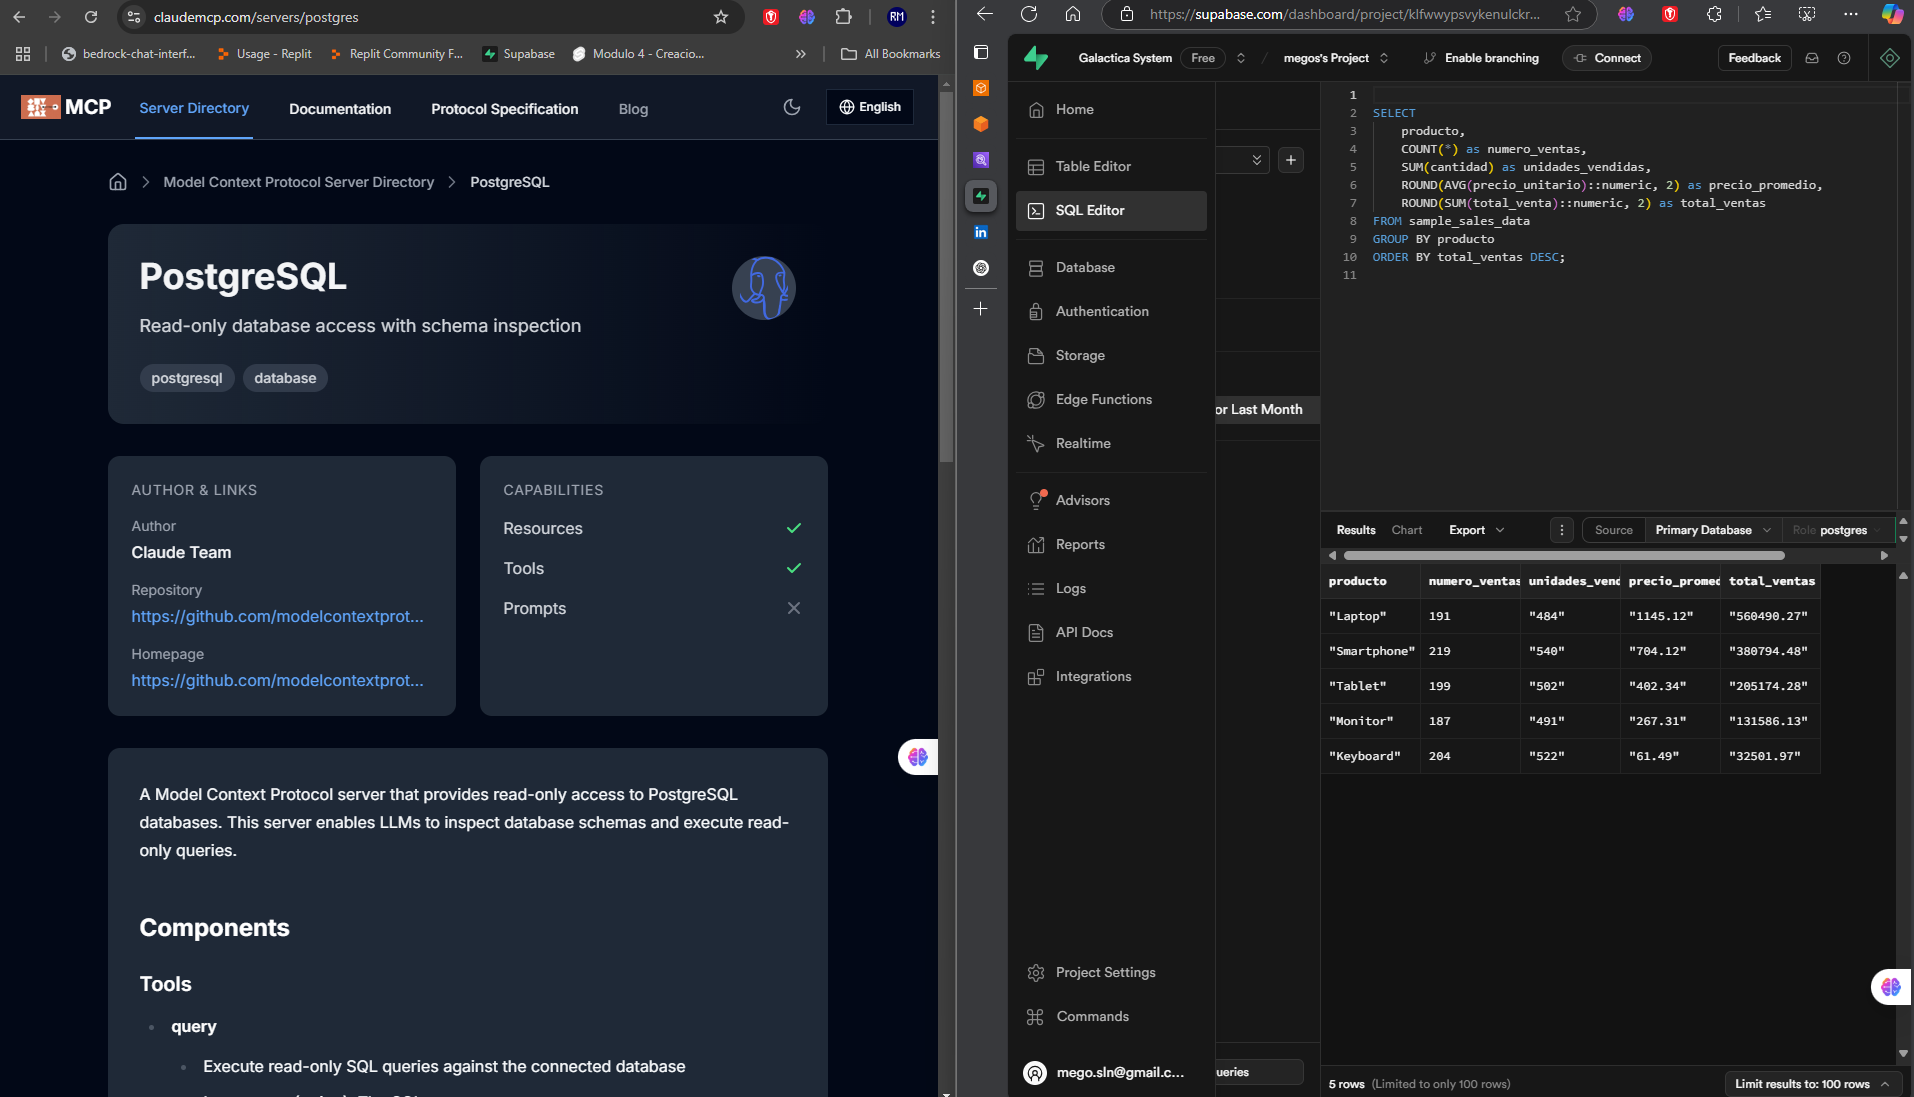 claudemcp.com/servers/postgres
RM
bedrock-chat-interf...
Usage - Replit
Replit Community F...
Supabase
Modulo 4 - Creacio...
»
All Bookmarks
MCP
Server Directory
Documentation
Protocol Specification
Blog
English
Model Context Protocol Server Directory
PostgreSQL
PostgreSQL
Read-only database access with schema inspection
postgresql
database
AUTHOR & LINKS
Author
Claude Team
Repository
https://github.com/modelcontextprot...
Homepage
https://github.com/modelcontextprot...
CAPABILITIES
Resources
Tools
Prompts
A Model Context Protocol server that provides read-only access to PostgreSQL
databases. This server enables LLMs to inspect database schemas and execute read-
only queries.
Components
Tools
query
Execute read-only SQL queries against the connected database
https://supabase.com/dashboard/project/klfwwypsvykenulckr...
in
Galactica System
Free
megos's Project
Enable branching
Connect
Feedback
Home
Table Editor
SQL Editor
Database
Authentication
Storage
Edge Functions
Realtime
Advisors
Reports
Logs
API Docs
Integrations
Project Settings
Commands
mego.sln@gmail.c...
or Last Month
ueries
1
2 SELECT
3 producto,
4 COUNT(*) as numero_ventas,
5 SUM(cantidad) as unidades_vendidas,
6 ROUND(AVG(precio_unitario)::numeric, 2) as precio_promedio,
7 ROUND(SUM(total_venta)::numeric, 2) as total_ventas
8 FROM sample_sales_data
9 GROUP BY producto
10 ORDER BY total_ventas DESC;
11
Results
Chart
Export
Source
Primary Database
Role postgres
producto numero_ventas unidades_vend precio_promed total_ventas
"Laptop" 191 "484" "1145.12" "560490.27"
"Smartphone" 219 "540" "704.12" "380794.48"
"Tablet" 199 "502" "402.34" "205174.28"
"Monitor" 187 "491" "267.31" "131586.13"
"Keyboard" 204 "522" "61.49" "32501.97"
5 rows (Limited to only 100 rows)
Limit results to: 100 rows